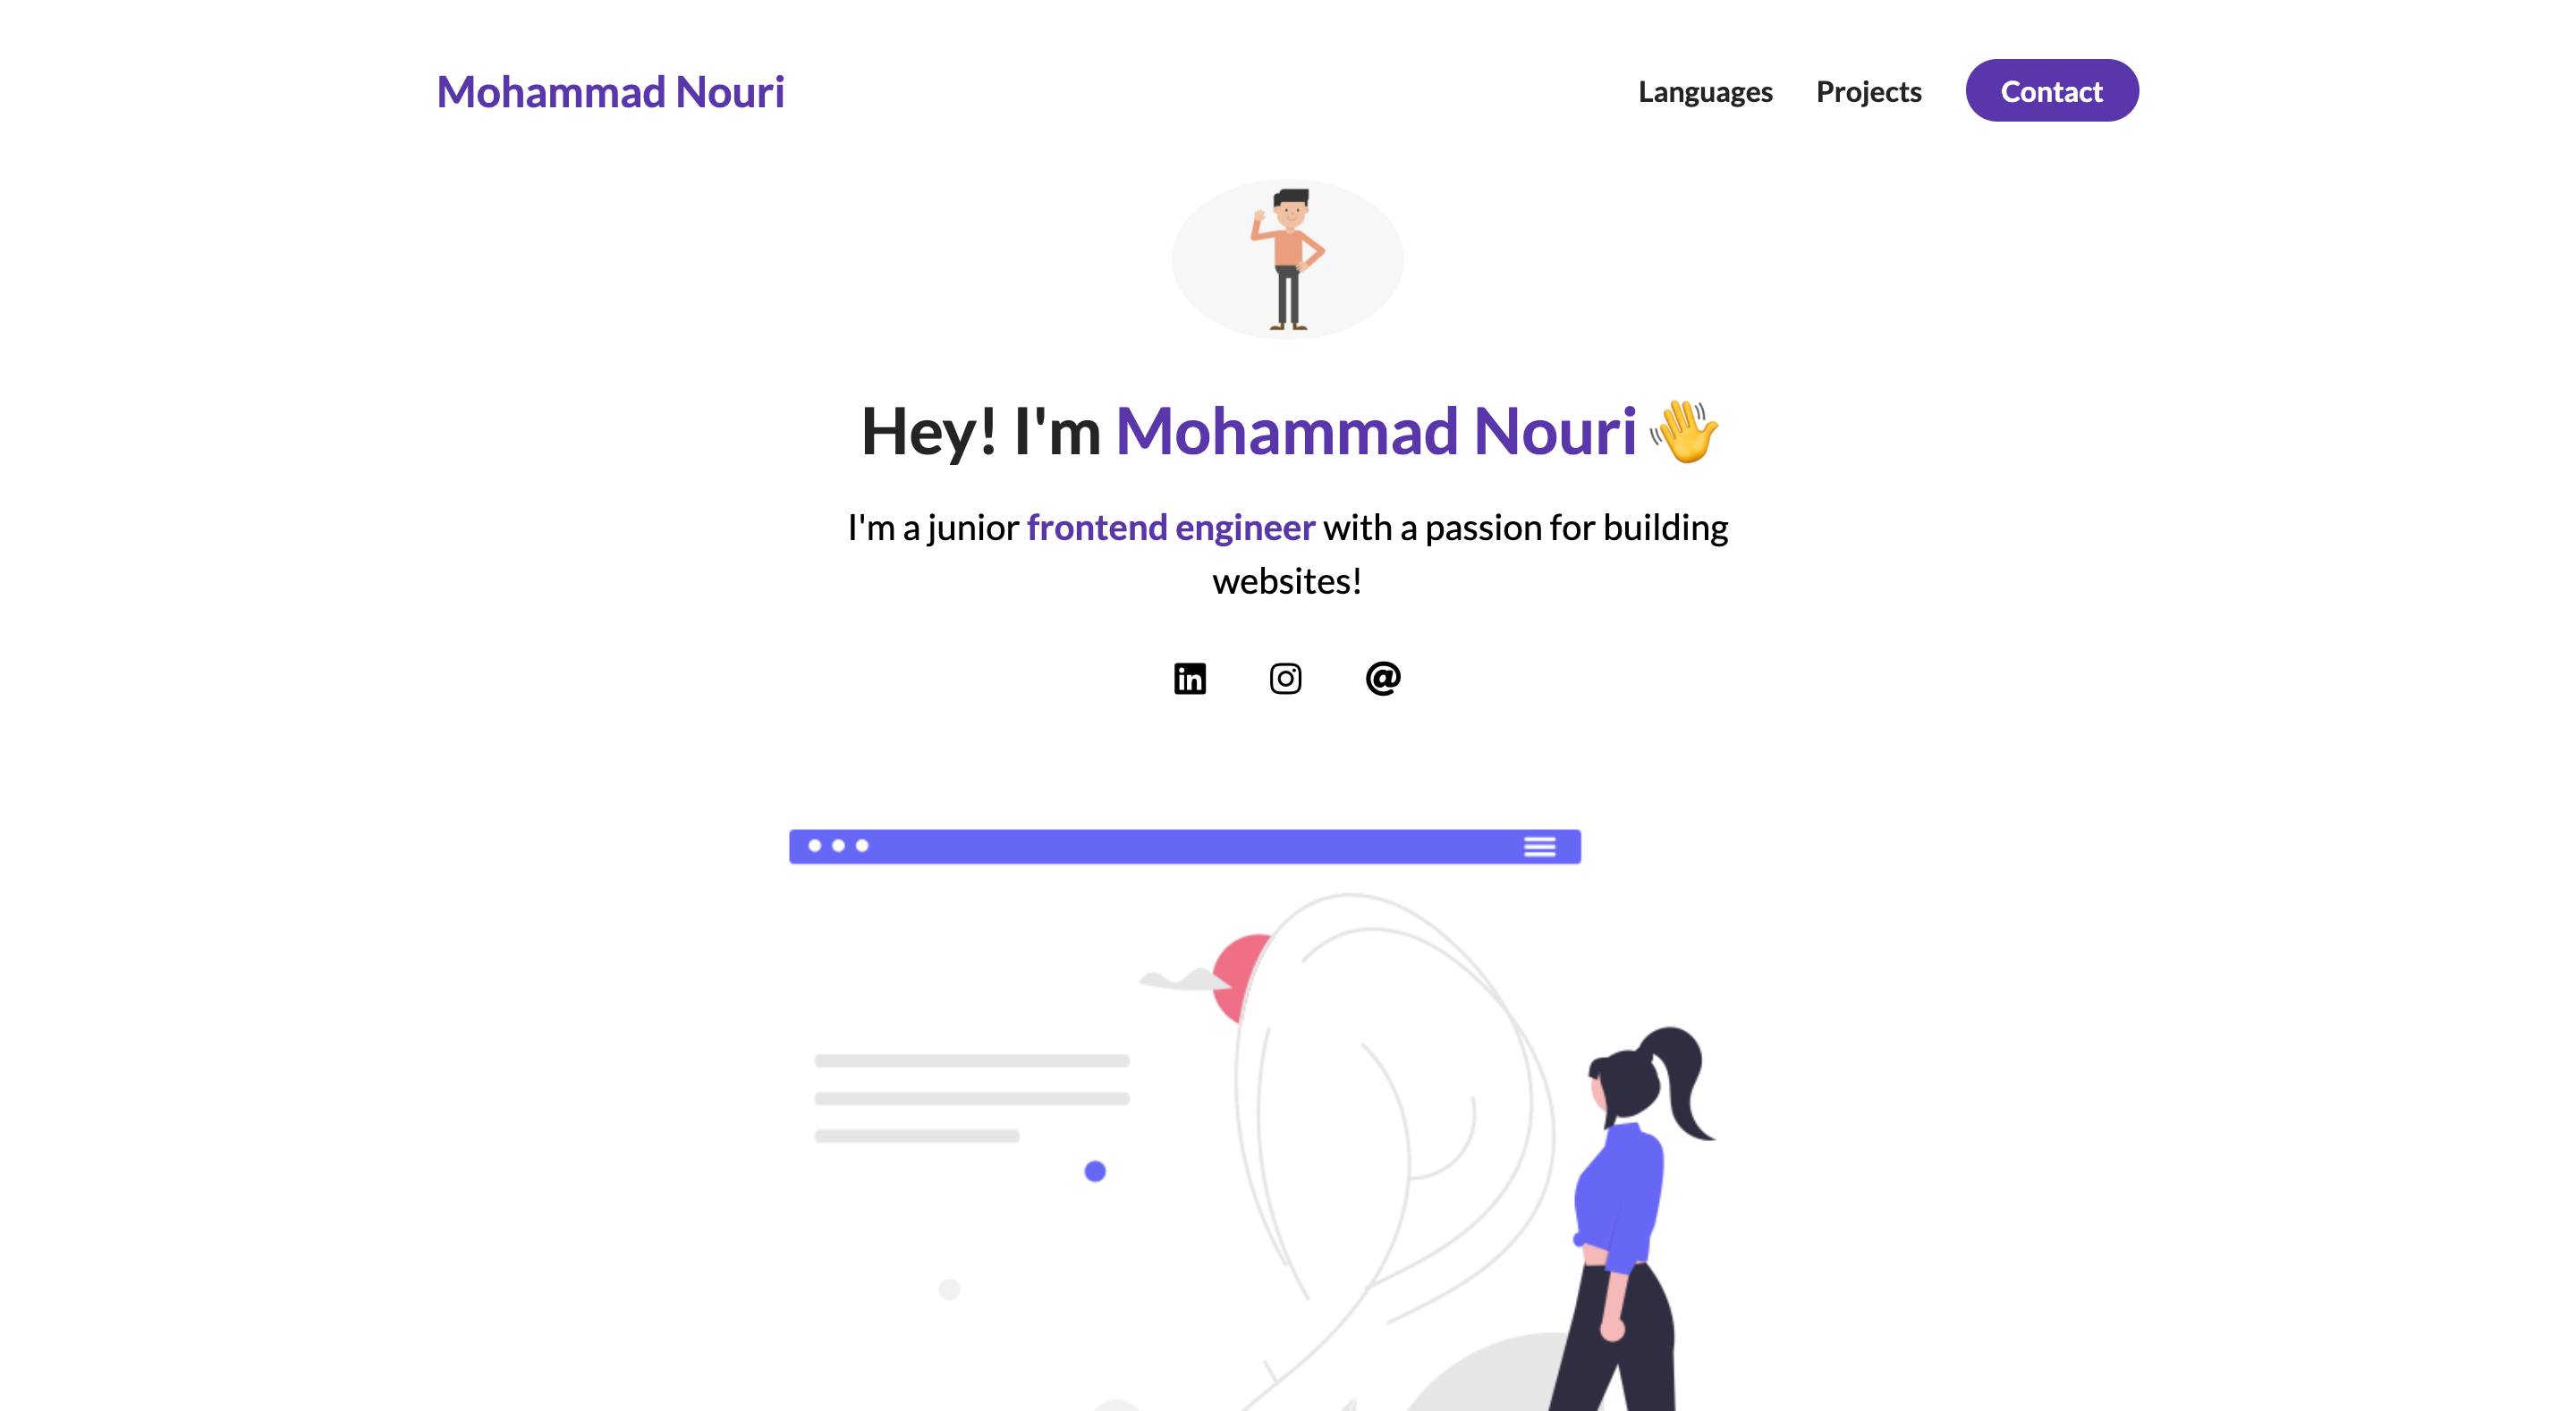 Mohammad Nouri
Languages Projects Contact
Hey! I'm Mohammad Nouri 👋
I'm a junior frontend engineer with a passion for building
websites!